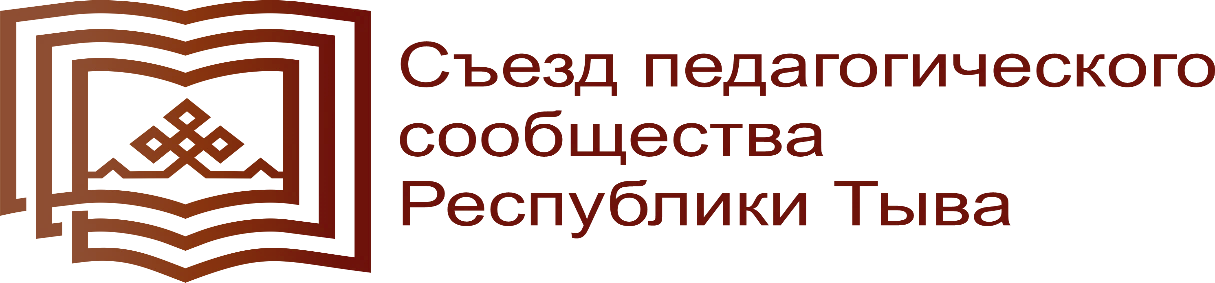 Съезд педагогического
сообщества
Республики Тыва